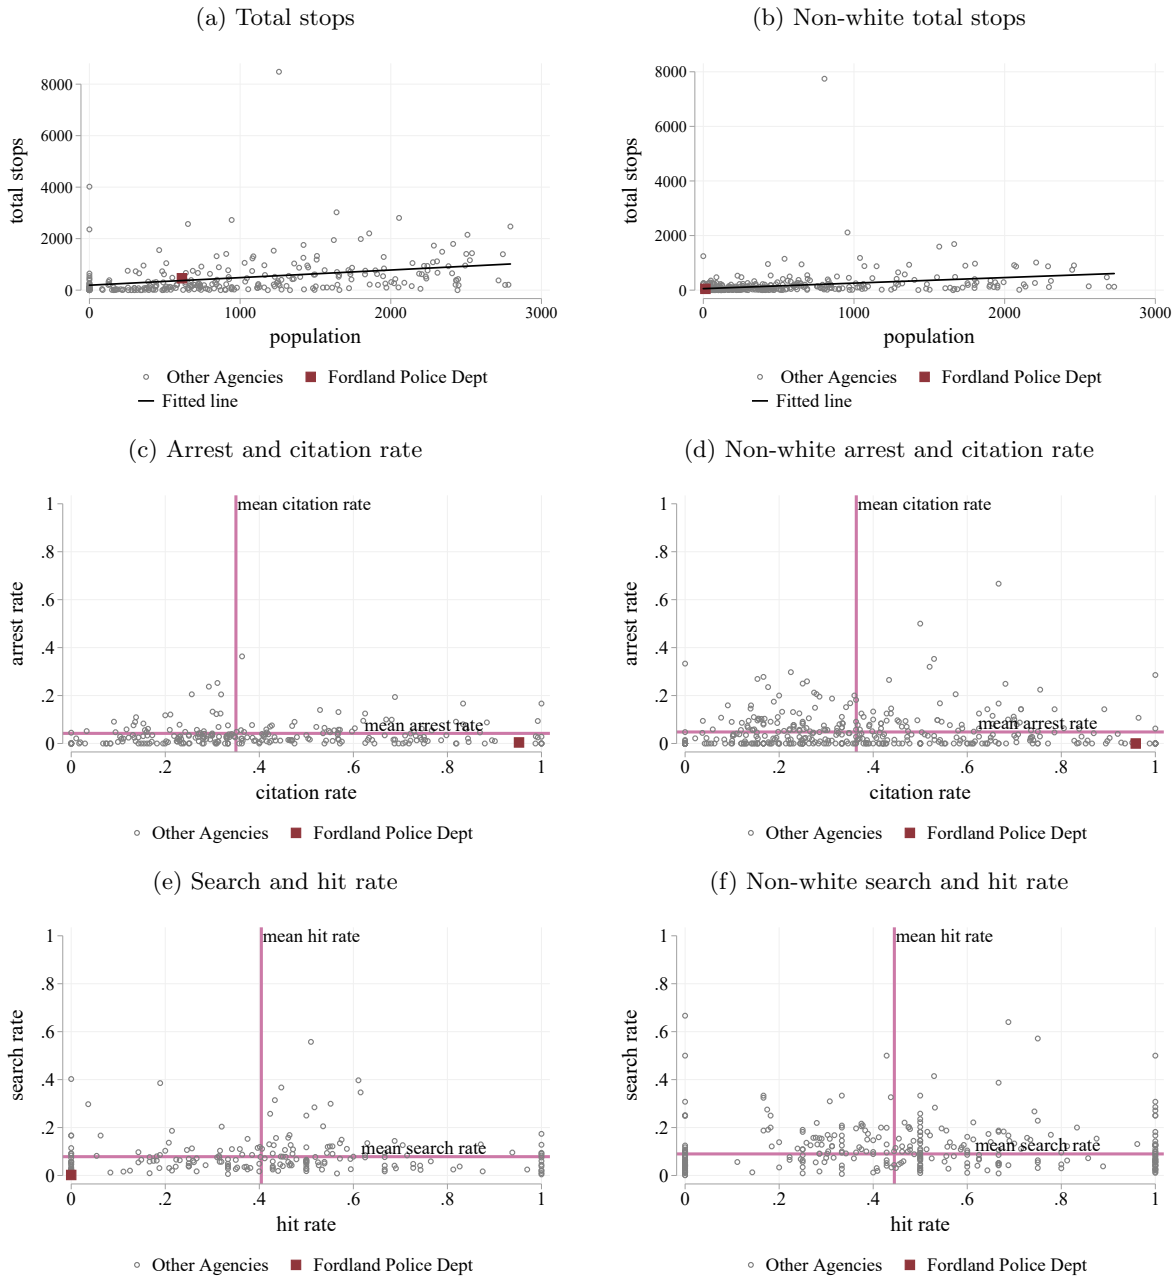 (a) Total stops
(b) Non-white total stops
total stops
8000
6000
4000
2000
0
0 1000 2000 3000
population
Other Agencies Fordland Police Dept
Fitted line
total stops
8000
6000
4000
2000
0
0 1000 2000 3000
population
Other Agencies Fordland Police Dept
Fitted line
(c) Arrest and citation rate
(d) Non-white arrest and citation rate
arrest rate
1
.8
.6
.4
.2
0
mean citation rate
mean arrest rate
0 .2 .4 .6 .8 1
citation rate
Other Agencies Fordland Police Dept
arrest rate
1
.8
.6
.4
.2
0
mean citation rate
mean arrest rate
0 .2 .4 .6 .8 1
citation rate
Other Agencies Fordland Police Dept
(e) Search and hit rate
(f) Non-white search and hit rate
search rate
1
.8
.6
.4
.2
0
mean hit rate
mean search rate
0 .2 .4 .6 .8 1
hit rate
Other Agencies Fordland Police Dept
search rate
1
.8
.6
.4
.2
0
mean hit rate
mean search rate
0 .2 .4 .6 .8 1
hit rate
Other Agencies Fordland Police Dept